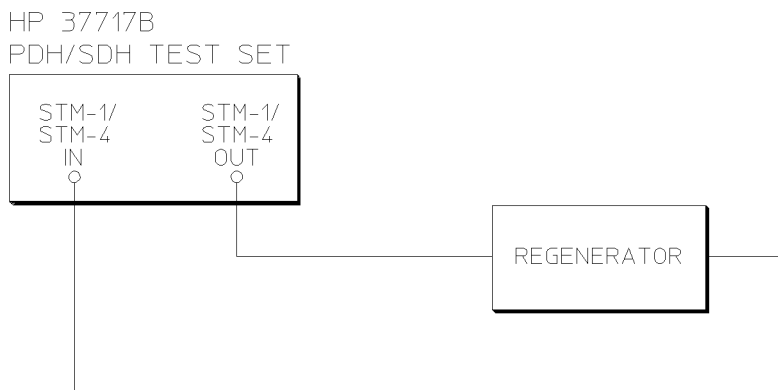 HP 37717B
PDH/SDH TEST SET
STM-1/
STM-4
IN
STM-1/
STM-4
OUT
REGENERATOR